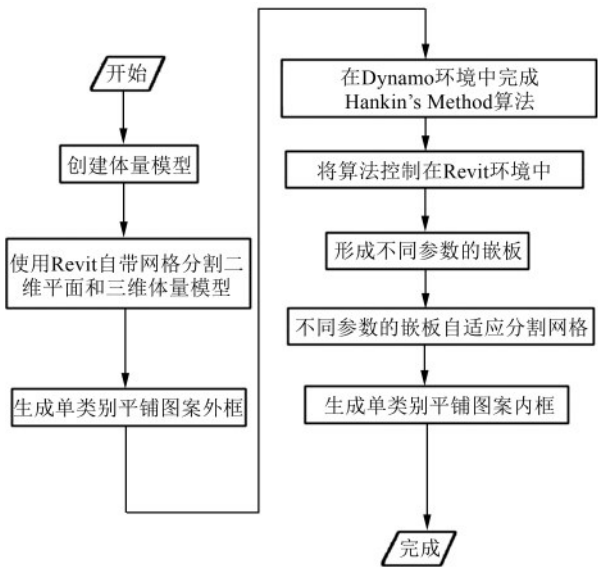 开始
创建体量模型
使用Revit自带网格分割二
维平面和三维体量模型
生成单类别平铺图案外框
在Dynamo环境中完成
Hankin's Method算法
将算法控制在Revit环境中
形成不同参数的嵌板
不同参数的嵌板自适应分割网格
生成单类别平铺图案内框
完成